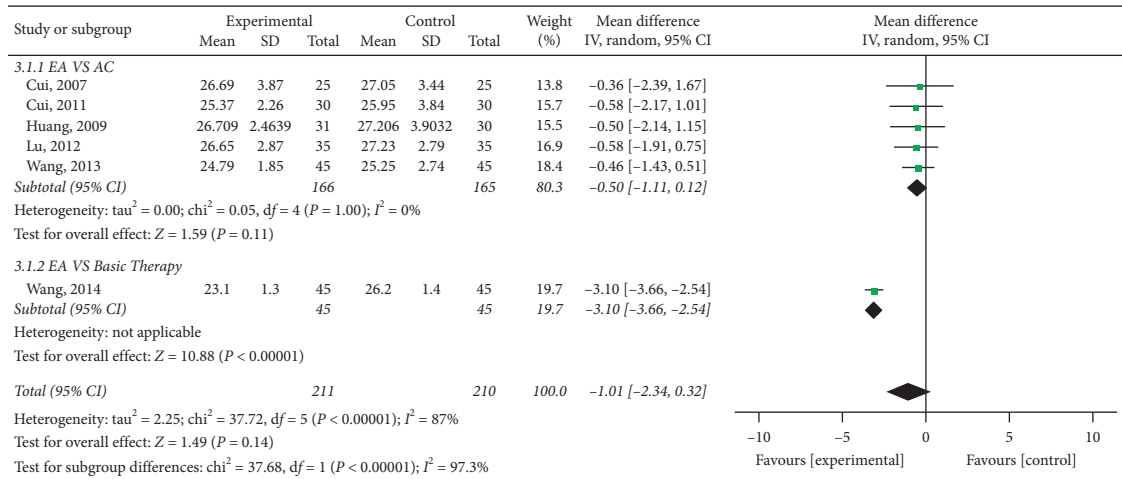 Study or subgroup Experimental Control Weight (%) Mean difference IV, random, 95% CI Mean difference IV, random, 95% CI
Mean SD Total Mean SD Total
3.1.1 EA VS AC
Cui, 2007 26.69 3.87 25 27.05 3.44 25 13.8 –0.36 [–2.39, 1.67]
Cui, 2011 25.37 2.26 30 25.95 3.84 30 15.7 –0.58 [–2.17, 1.01]
Huang, 2009 26.709 2.4639 31 27.206 3.9032 30 15.5 –0.50 [–2.14, 1.15]
Lu, 2012 26.65 2.87 35 27.23 2.79 35 16.9 –0.58 [–1.91, 0.75]
Wang, 2013 24.79 1.85 45 25.25 2.74 45 18.4 –0.46 [–1.43, 0.51]
Subtotal (95% CI) 166 165 80.3 –0.50 [–1.11, 0.12]
Heterogeneity: tau² = 0.00; chi² = 0.05, df = 4 (P = 1.00); I² = 0%
Test for overall effect: Z = 1.59 (P = 0.11)
3.1.2 EA VS Basic Therapy
Wang, 2014 23.1 1.3 45 26.2 1.4 45 19.7 –3.10 [–3.66, –2.54]
Subtotal (95% CI) 45 45 19.7 –3.10 [–3.66, –2.54]
Heterogeneity: not applicable
Test for overall effect: Z = 10.88 (P < 0.00001)
Total (95% CI) 211 210 100.0 –1.01 [–2.34, 0.32]
Heterogeneity: tau² = 2.25; chi² = 37.72, df = 5 (P < 0.00001); I² = 87%
Test for overall effect: Z = 1.49 (P = 0.14)
Test for subgroup differences: chi² = 37.68, df = 1 (P < 0.00001); I² = 97.3%
–10 –5 0 5 10
Favours [experimental] Favours [control]